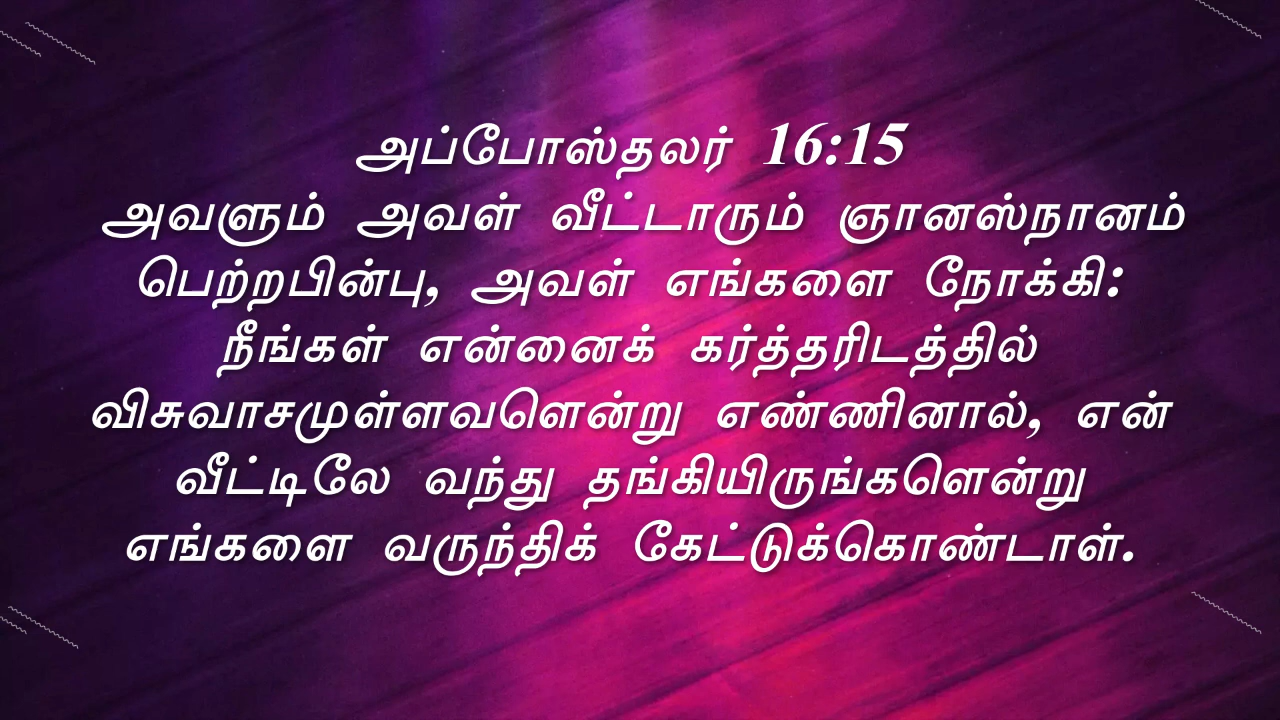 அப்போஸ்தலர் 16:15
அவளும் அவள் வீட்டாரும் ஞானஸ்நானம்
பெற்றபின்பு, அவள் எங்களை நோக்கி:
நீங்கள் என்னைக் கர்த்தரிடத்தில்
விசுவாசமுள்ளவளென்று எண்ணினால், என்
வீட்டிலே வந்து தங்கியிருங்களென்று
எங்களை வருந்திக் கேட்டுக்கொண்டாள்.